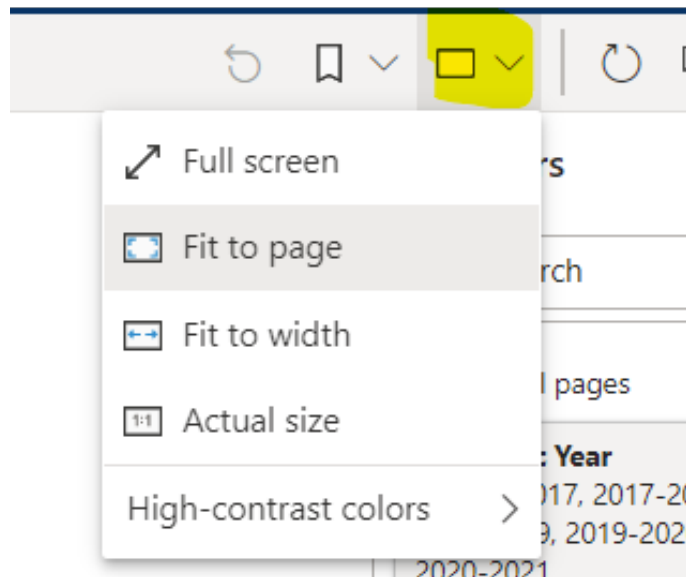 Full screen
rs
Fit to page
rch
Fit to width
l pages
1:1 Actual size
: Year
High-contrast colors
017, 2017-20
9, 2019-202
2020-2021